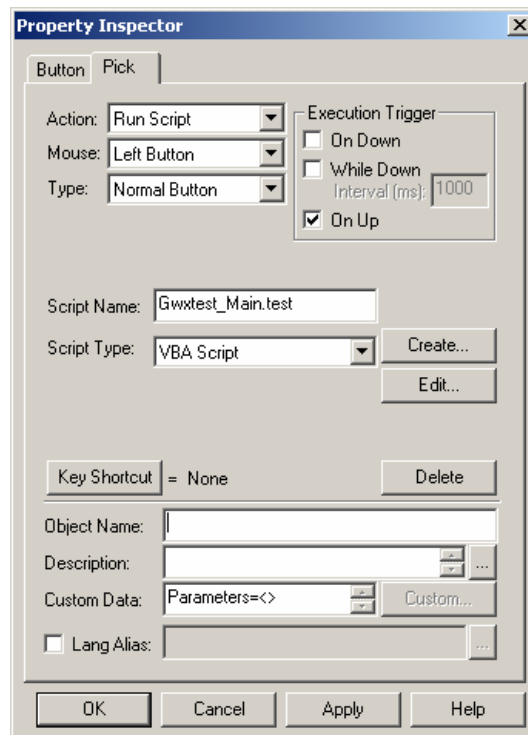 Property Inspector
Button Pick
Action: Run Script
Mouse: Left Button
Type: Normal Button
Execution Trigger
On Down
While Down
Interval (ms): 1000
On Up
Script Name: Gwxtest_Main.test
Script Type: VBA Script
Create...
Edit...
Key Shortcut = None
Delete
Object Name:
Description: ...
Custom Data: Parameters=<> Custom...
Lang Alias: ...
OK Cancel Apply Help